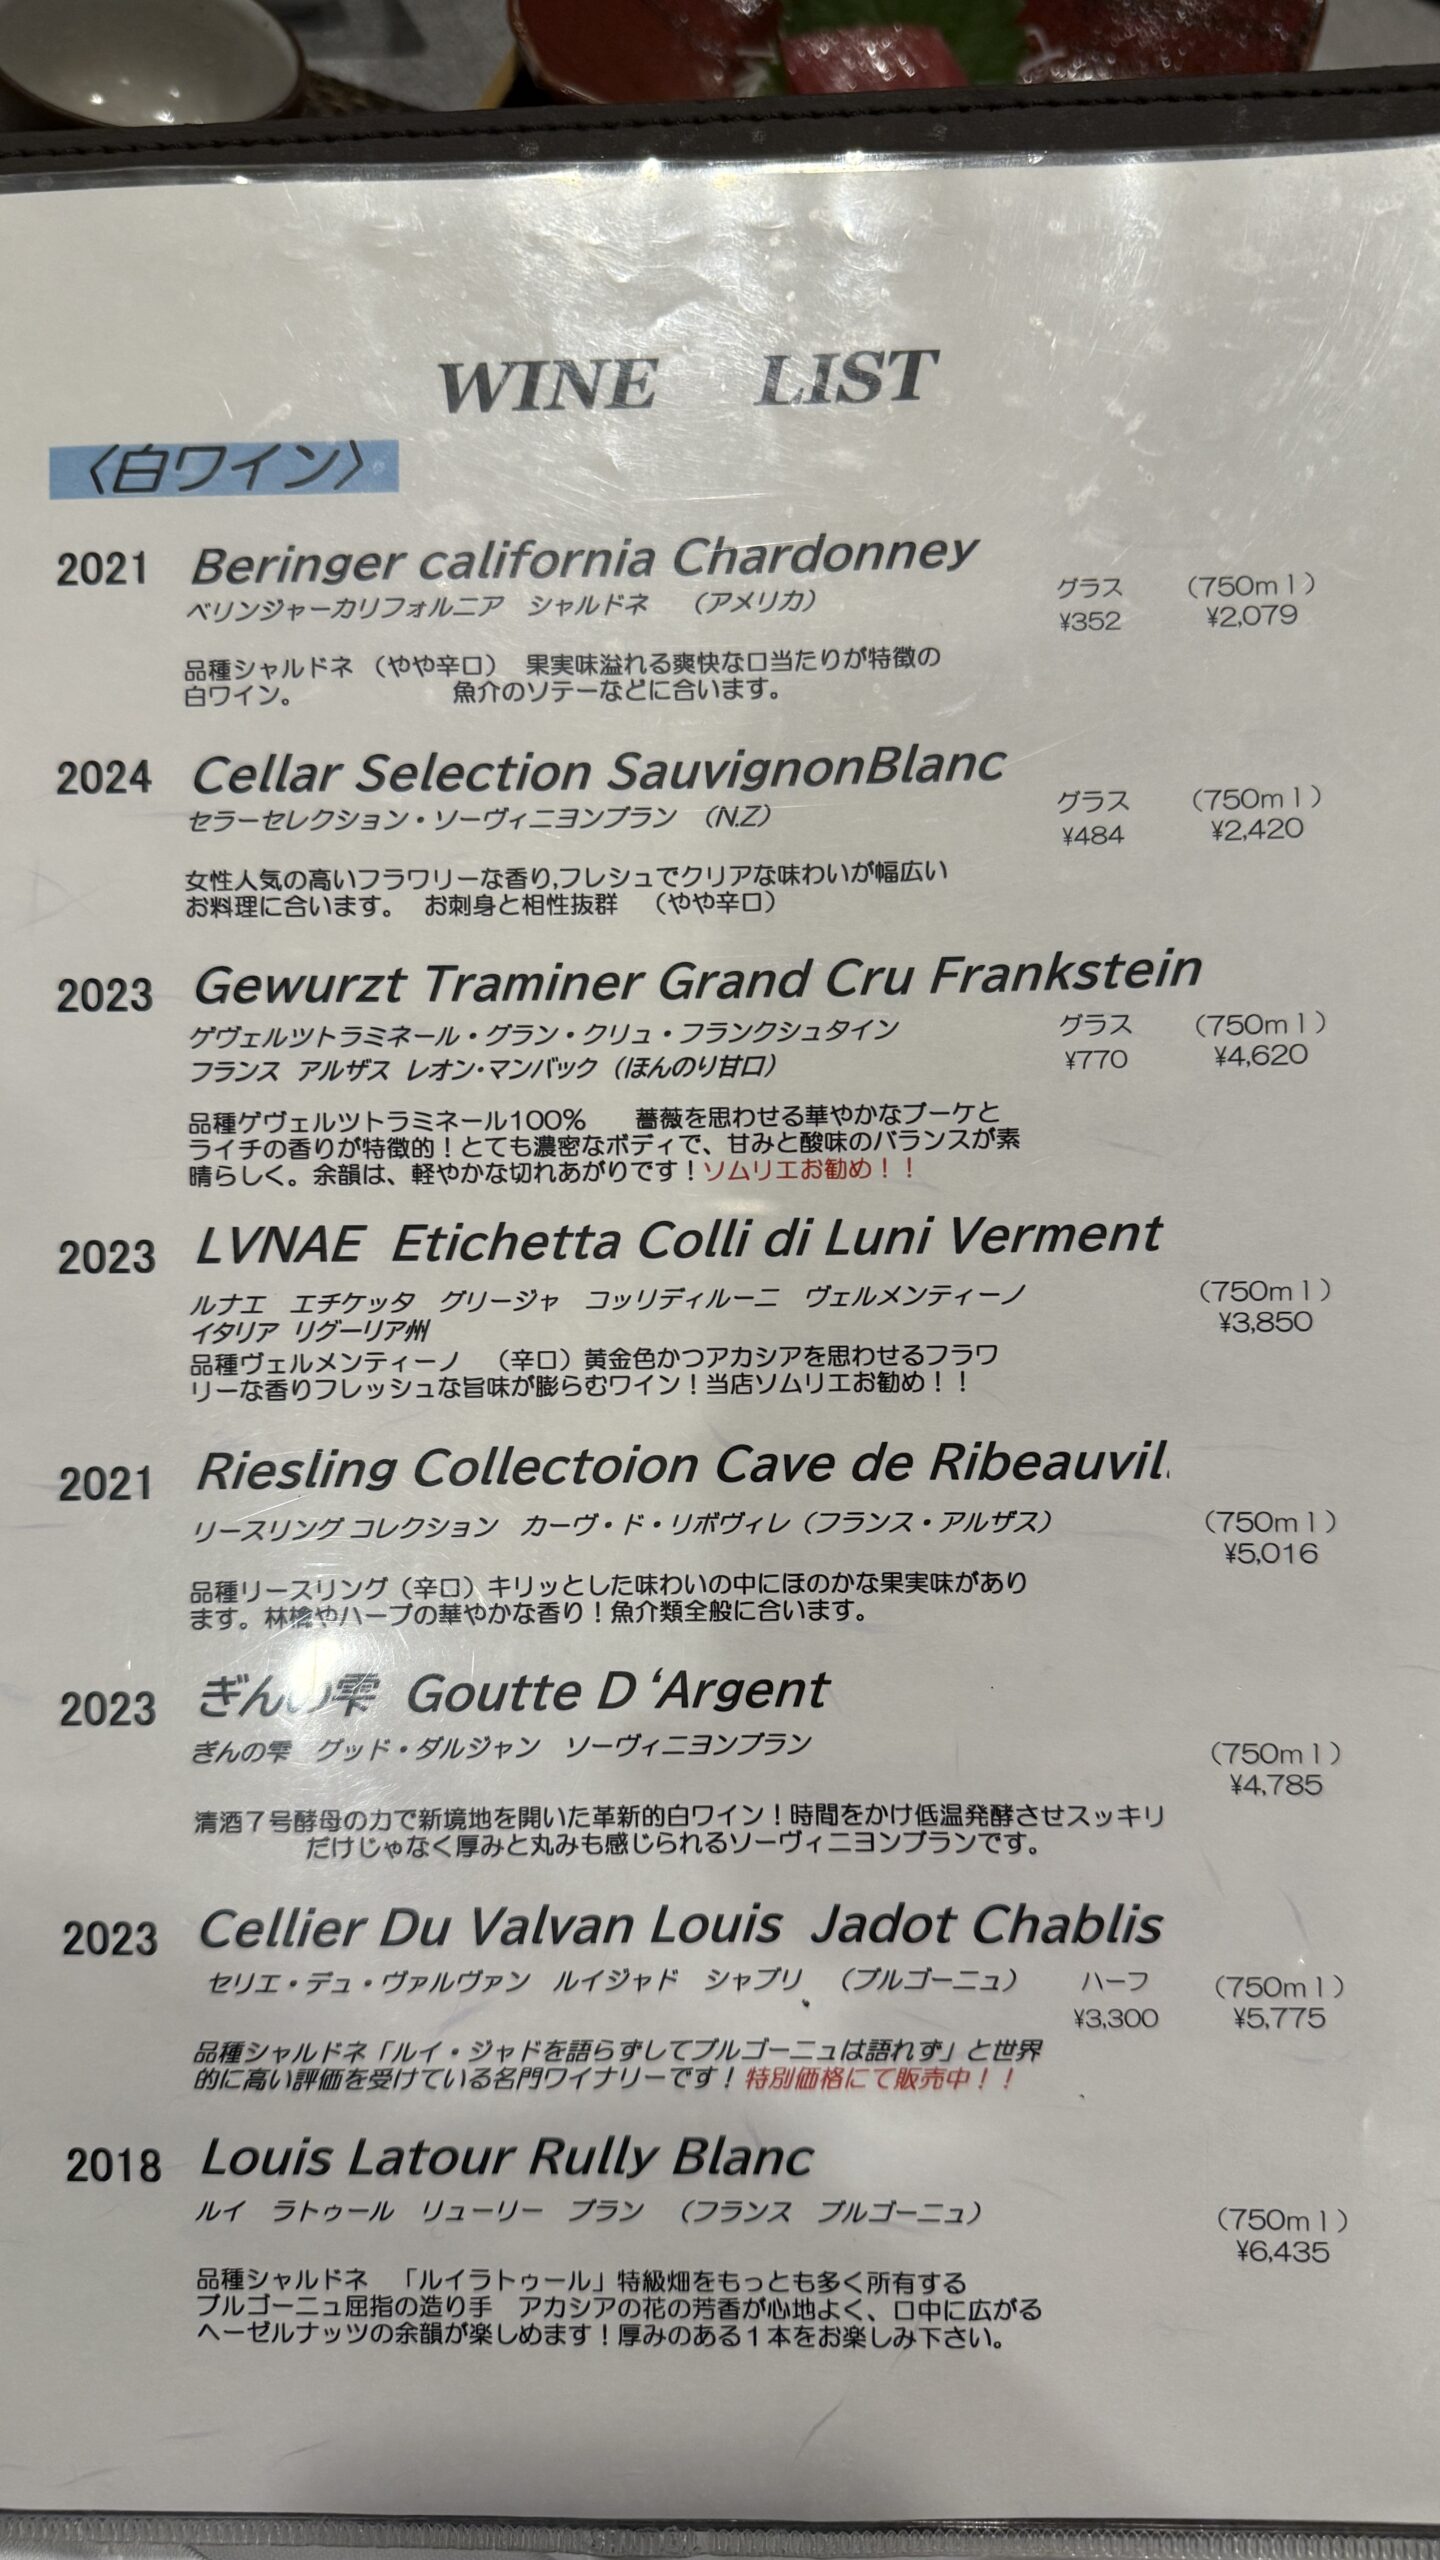 WINE LIST
〈白ワイン〉
2021 Beringer california Chardonney
ベリンジャーカリフォルニア シャルドネ （アメリカ）
グラス （750ml）
¥352 ¥2,079
品種シャルドネ （やや辛口） 果実味溢れる爽快な口当たりが特徴の
白ワイン。 魚介のソテーなどに合います。
2024 Cellar Selection SauvignonBlanc
セラーセレクション・ソーヴィニヨンブラン （N.Z）
グラス （750ml）
¥484 ¥2,420
女性人気の高いフラワリーな香り,フレシュでクリアな味わいが幅広い
お料理に合います。 お刺身と相性抜群 （やや辛口）
2023 Gewurzt Traminer Grand Cru Frankstein
ゲヴェルツトラミネール・グラン・クリュ・フランクシュタイン
フランス アルザス レオン・マンバック（ほんのり甘口）
グラス （750ml）
¥770 ¥4,620
品種ゲヴェルツトラミネール100% 薔薇を思わせる華やかなブーケと
ライチの香りが特徴的！とても濃密なボディで、甘みと酸味のバランスが素
晴らしく。余韻は、軽やかな切れあがりです！ソムリエお勧め！！
2023 LVNAE Etichetta Colli di Luni Verment
ルナエ エチケッタ グリージャ コッリディルーニ ヴェルメンティーノ
イタリア リグーリア州
（750ml）
¥3,850
品種ヴェルメンティーノ （辛口）黄金色かつアカシアを思わせるフラワ
リーな香りフレッシュな旨味が膨らむワイン！当店ソムリエお勧め！！
2021 Riesling Collectoion Cave de Ribeauvil
リースリング コレクション カーヴ・ド・リボヴィレ（フランス・アルザス）
（750ml）
¥5,016
品種リースリング（辛口）キリッとした味わいの中にほのかな果実味があり
ます。林檎やハーブの華やかな香り！魚介類全般に合います。
2023 ぎんの雫 Goutte D‘Argent
ぎんの雫 グッド・ダルジャン ソーヴィニヨンブラン
（750ml）
¥4,785
清酒７号酵母の力で新境地を開いた革新的白ワイン！時間をかけ低温発酵させスッキリ
だけじゃなく厚みと丸みも感じられるソーヴィニヨンブランです。
2023 Cellier Du Valvan Louis Jadot Chablis
セリエ・デュ・ヴァルヴァン ルイジャド シャブリ （ブルゴーニュ）
ハーフ （750ml）
¥3,300 ¥5,775
品種シャルドネ「ルイ・ジャドを語らずしてブルゴーニュは語れず」と世界
的に高い評価を受けている名門ワイナリーです！特別価格にて販売中！！
2018 Louis Latour Rully Blanc
ルイ ラトゥール リューリー ブラン （フランス ブルゴーニュ）
（750ml）
¥6,435
品種シャルドネ 「ルイラトゥール」特級畑をもっとも多く所有する
ブルゴーニュ屈指の造り手 アカシアの花の芳香が心地よく、口中に広がる
ヘーゼルナッツの余韻が楽しめます！厚みのある１本をお楽しみ下さい。